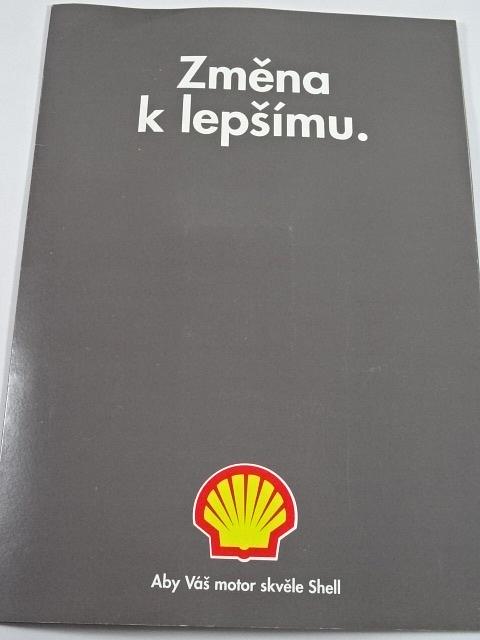 Změna
k lepšímu.
Aby Váš motor skvěle Shell